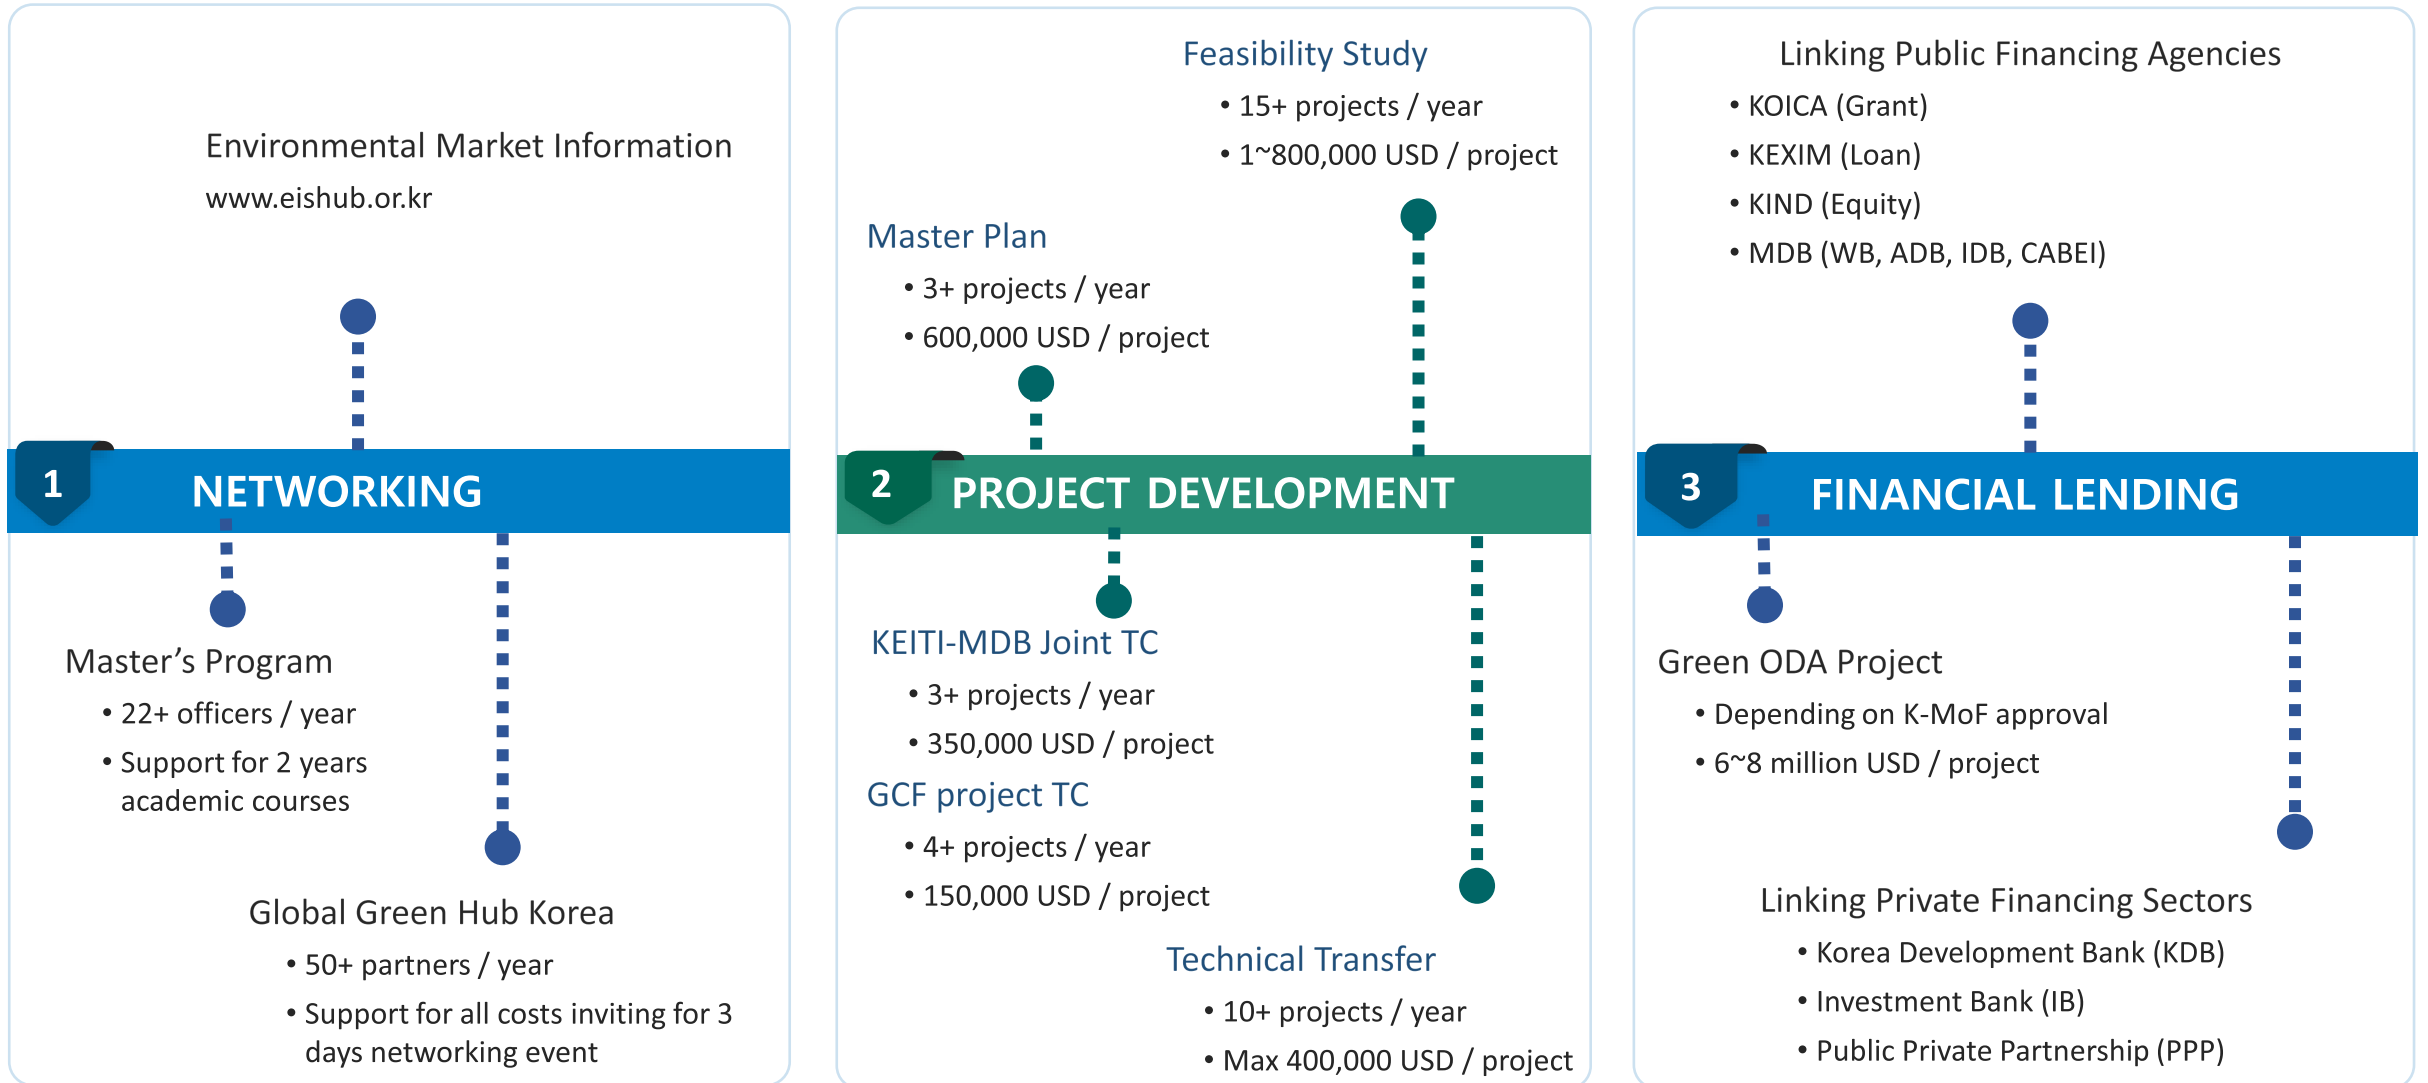 Environmental Market Information
www.eishub.or.kr
1
NETWORKING
Master’s Program
• 22+ officers / year
• Support for 2 years
academic courses
Global Green Hub Korea
• 50+ partners / year
• Support for all costs inviting for 3
days networking event
Feasibility Study
• 15+ projects / year
• 1~800,000 USD / project
Master Plan
• 3+ projects / year
• 600,000 USD / project
2
PROJECT DEVELOPMENT
KEITI-MDB Joint TC
• 3+ projects / year
• 350,000 USD / project
GCF project TC
• 4+ projects / year
• 150,000 USD / project
Technical Transfer
• 10+ projects / year
• Max 400,000 USD / project
Linking Public Financing Agencies
• KOICA (Grant)
• KEXIM (Loan)
• KIND (Equity)
• MDB (WB, ADB, IDB, CABEI)
3
FINANCIAL LENDING
Green ODA Project
• Depending on K-MoF approval
• 6~8 million USD / project
Linking Private Financing Sectors
• Korea Development Bank (KDB)
• Investment Bank (IB)
• Public Private Partnership (PPP)